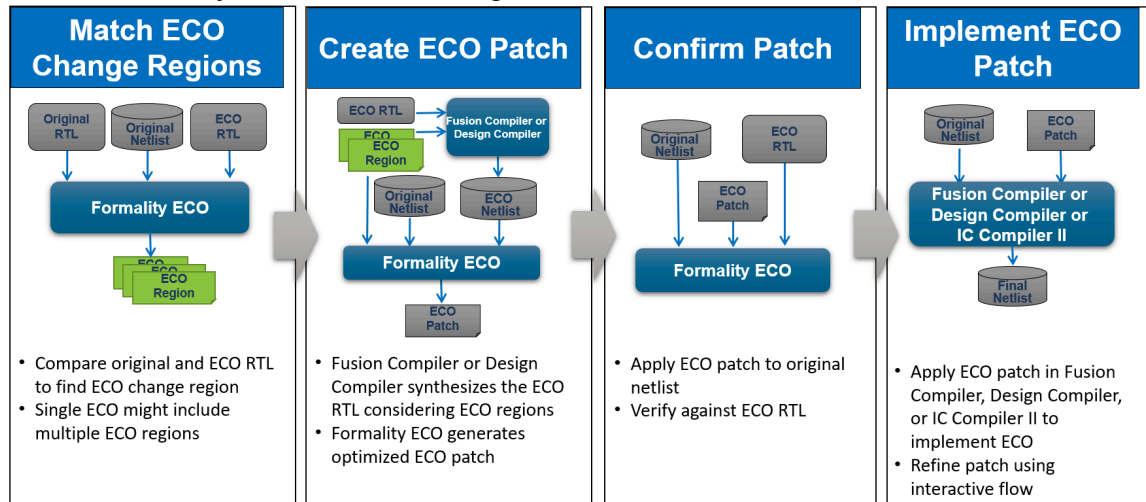 Match ECO
Change Regions
Original
RTL
Original
Netlist
ECO
RTL
Formality ECO
ECO
ECO
ECO
Region
• Compare original and ECO RTL
to find ECO change region
• Single ECO might include
multiple ECO regions
Create ECO Patch
ECO RTL
Fusion Compiler or
Design Compiler
ECO
ECO
Region
Original
Netlist
ECO
Netlist
Formality ECO
ECO
Patch
• Fusion Compiler or Design
Compiler synthesizes the ECO
RTL considering ECO regions
• Formality ECO generates
optimized ECO patch
Confirm Patch
Original
Netlist
ECO
RTL
ECO
Patch
Formality ECO
• Apply ECO patch to original
netlist
• Verify against ECO RTL
Implement ECO
Patch
Original
Netlist
ECO
Patch
Fusion Compiler or
Design Compiler or
IC Compiler II
Final
Netlist
• Apply ECO patch in Fusion
Compiler, Design Compiler,
or IC Compiler II to
implement ECO
• Refine patch using
interactive flow